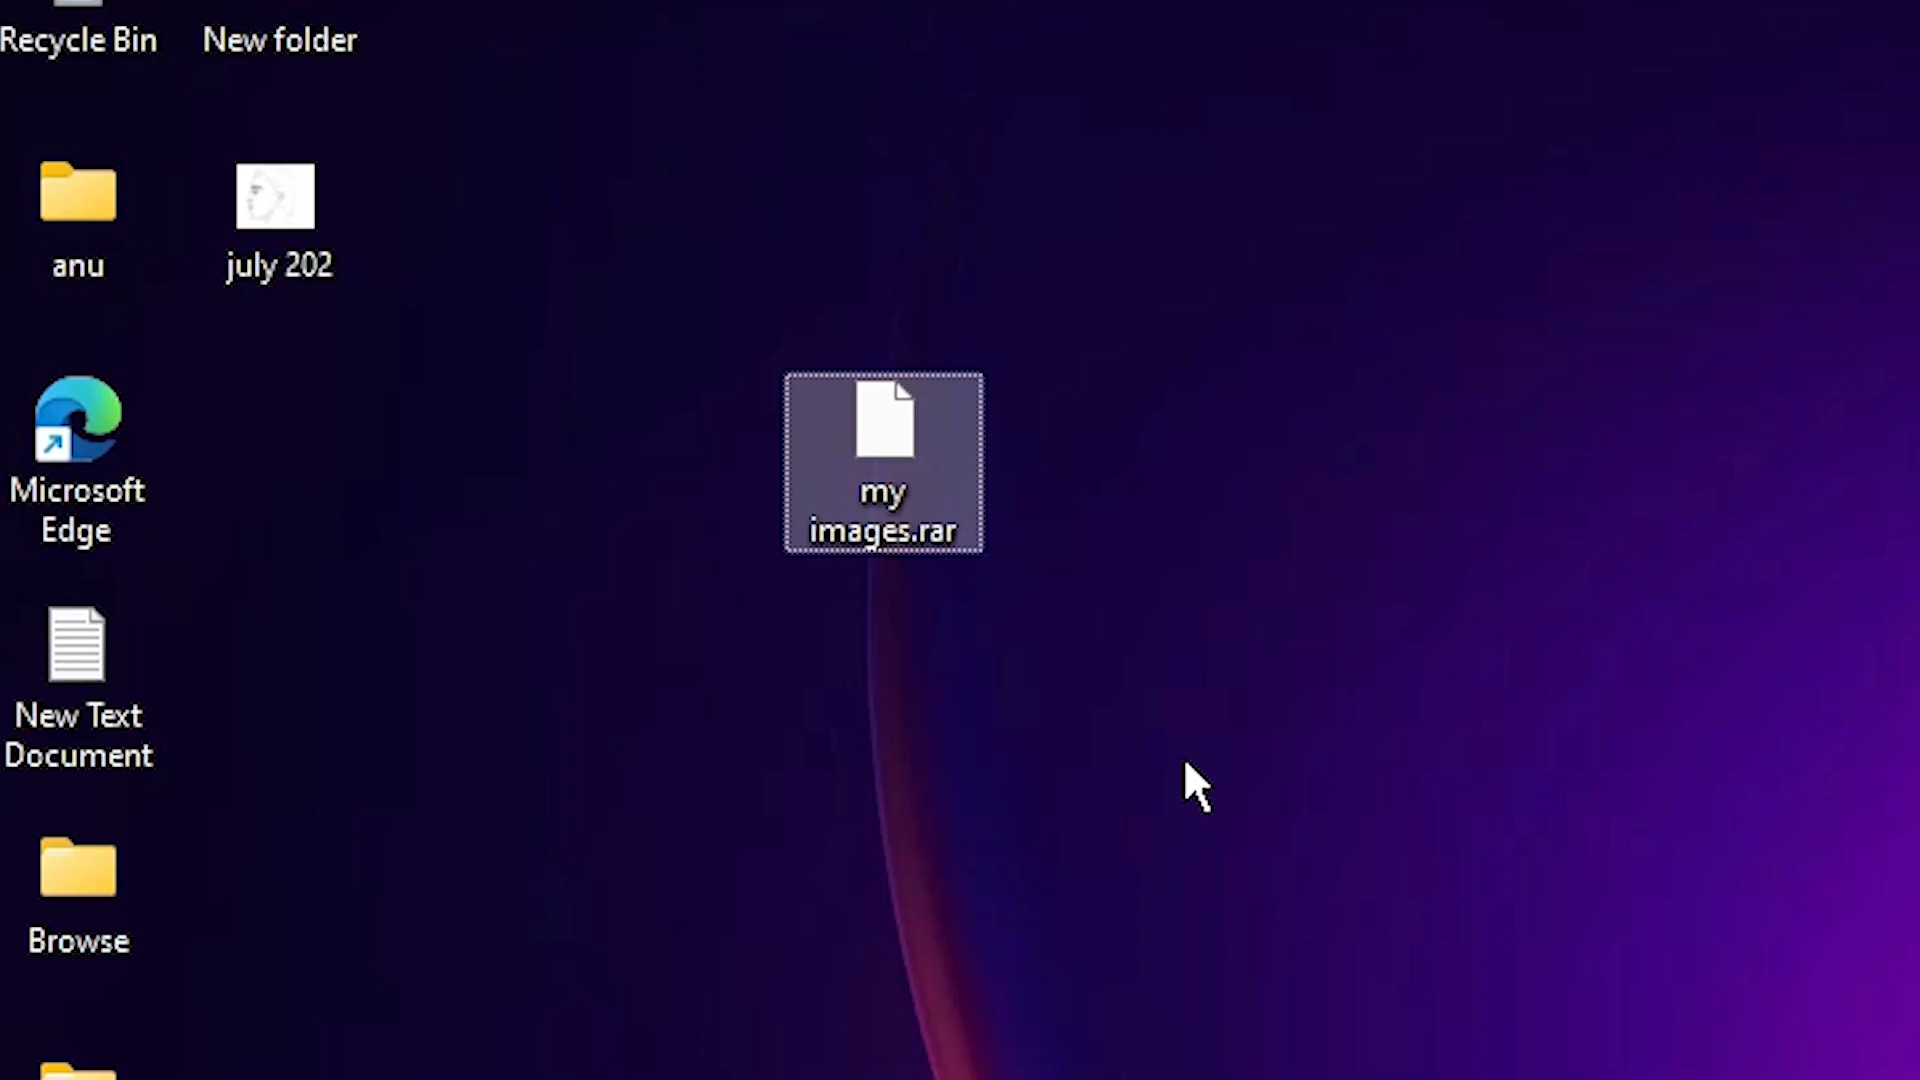 Recycle Bin
New folder
anu
july 202
my
images.rar
Microsoft
Edge
New Text
Document
Browse